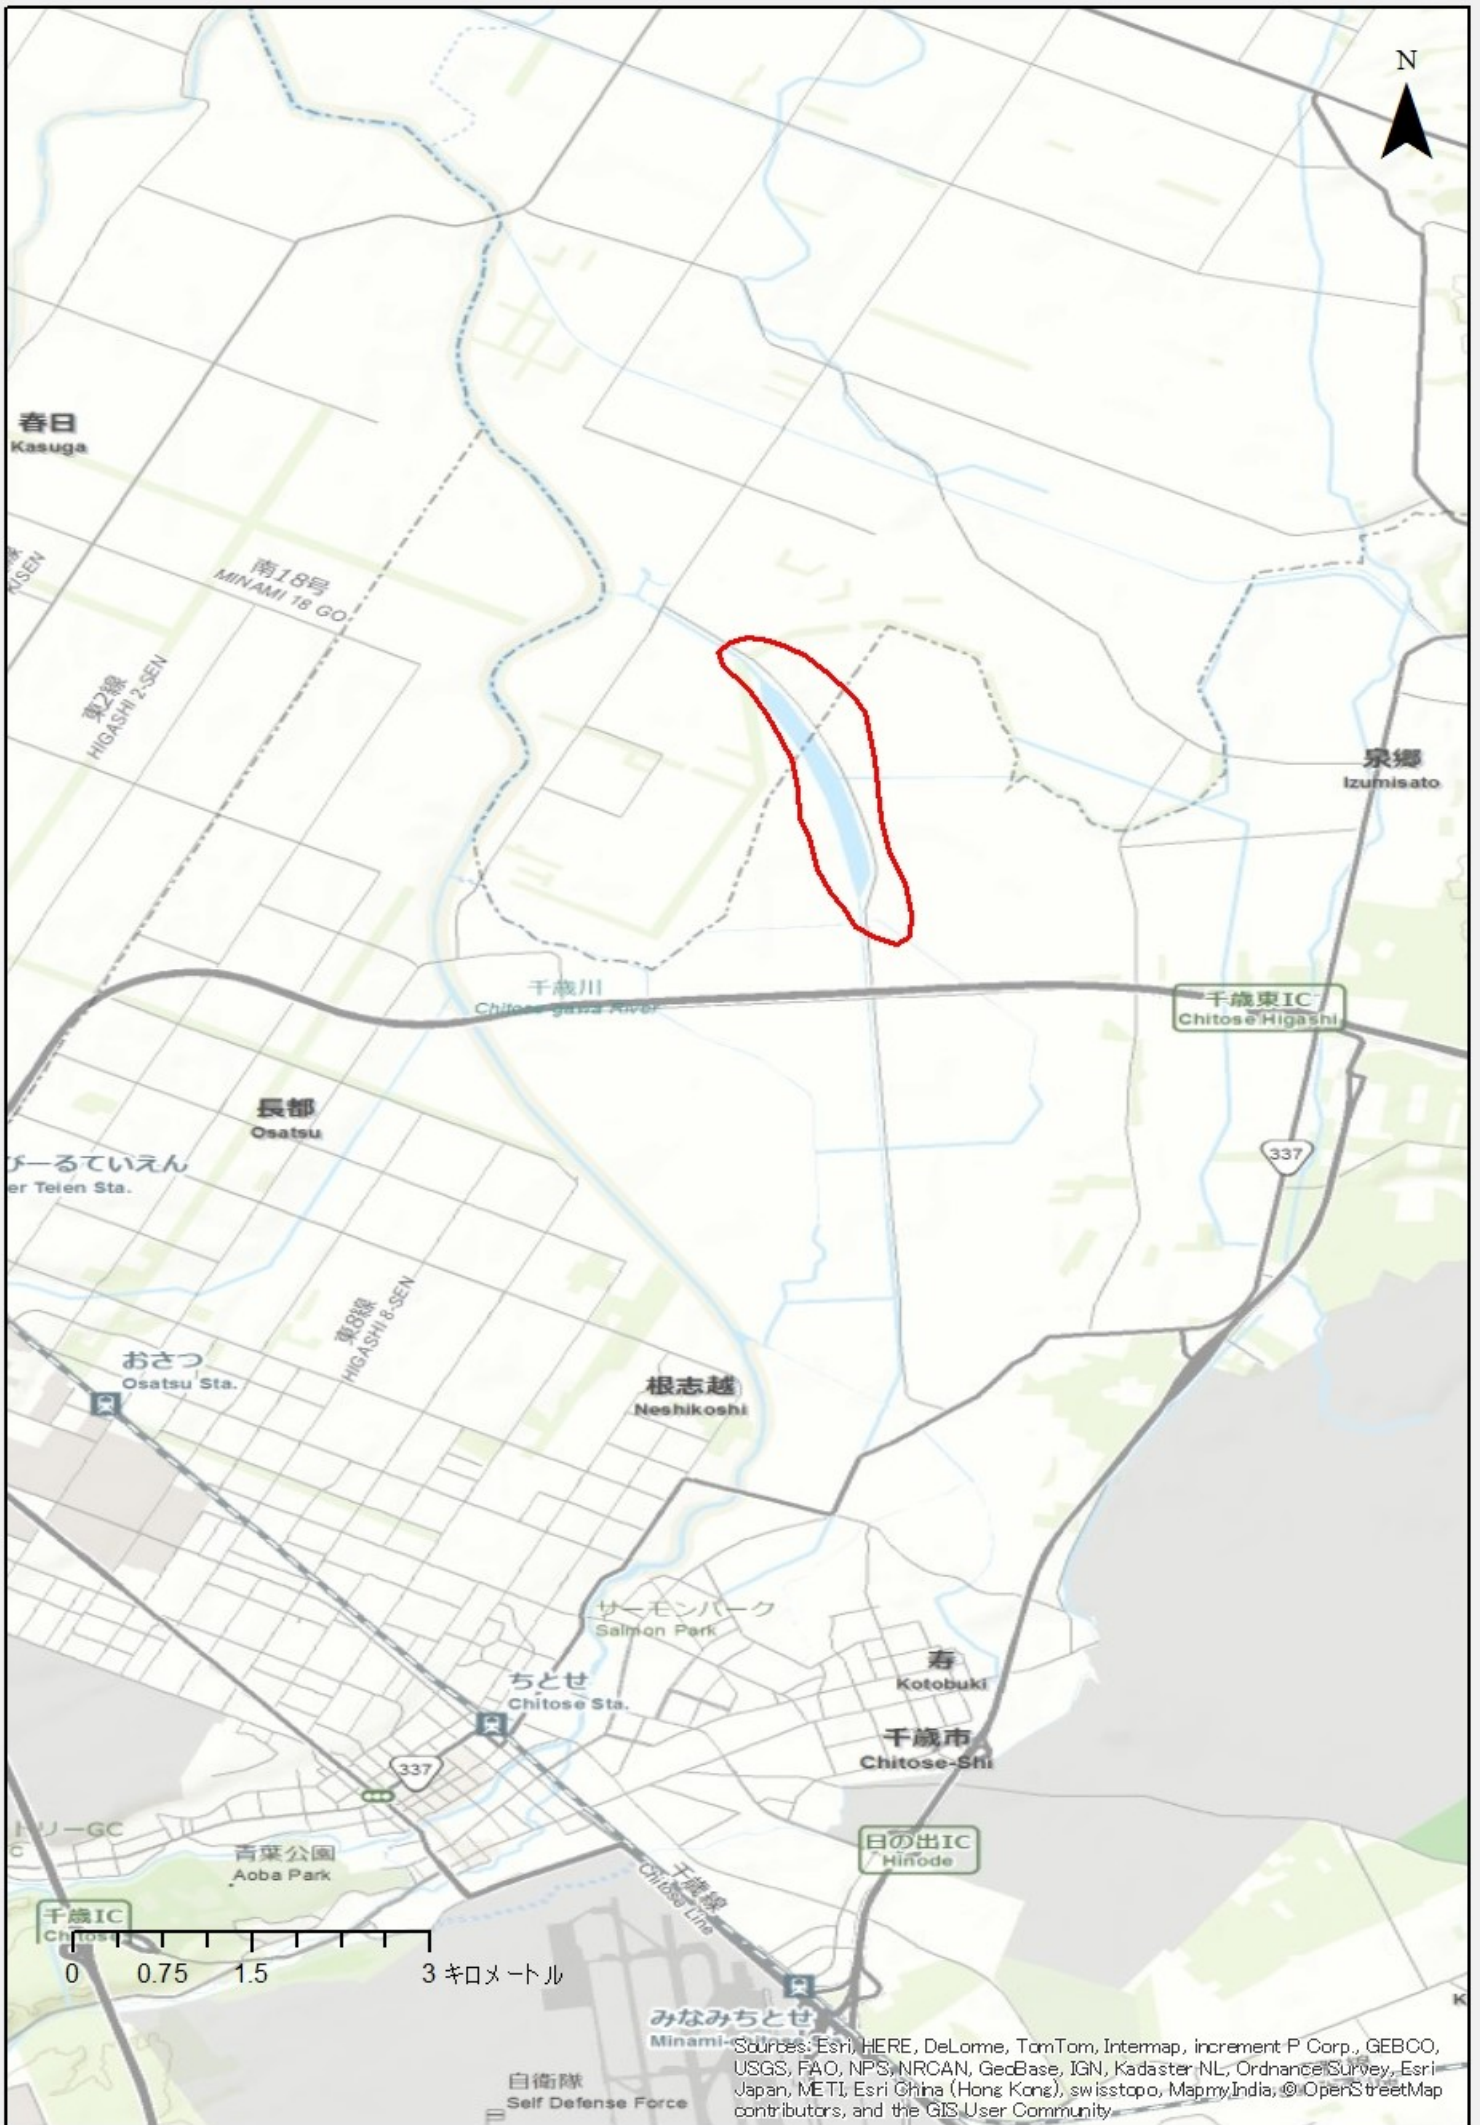 N
春日
Kasuga
南18号
MINAMI 18 GO
東2線
HIGASHI 2-SEN
泉郷
Izumisato
千歳川
Chitose-gawa River
千歳東IC
Chitose Higashi
長都
Osatsu
びーるていえん
er Teien Sta.
337
東8線
HIGASHI 8-SEN
おさつ
Osatsu Sta.
根志越
Neshikoshi
サーモンパーク
Salmon Park
寿
Kotobuki
ちとせ
Chitose Sta.
千歳市
Chitose-Shi
337
トリーGC
C
青葉公園
Aoba Park
日の出IC
Hinode
千歳線
Chitose Line
千歳IC
Chitose
0 0.75 1.5 3 キロメートル
みなみちとせ
Minami-Chitose Sta.
自衛隊
Self Defense Force
Sources: Esri, HERE, DeLorme, TomTom, Intermap, increment P Corp., GEBCO,
USGS, FAO, NPS, NRCAN, GeoBase, IGN, Kadaster NL, Ordnance Survey, Esri
Japan, METI, Esri China (Hong Kong), swisstopo, MapmyIndia, © OpenStreetMap
contributors, and the GIS User Community